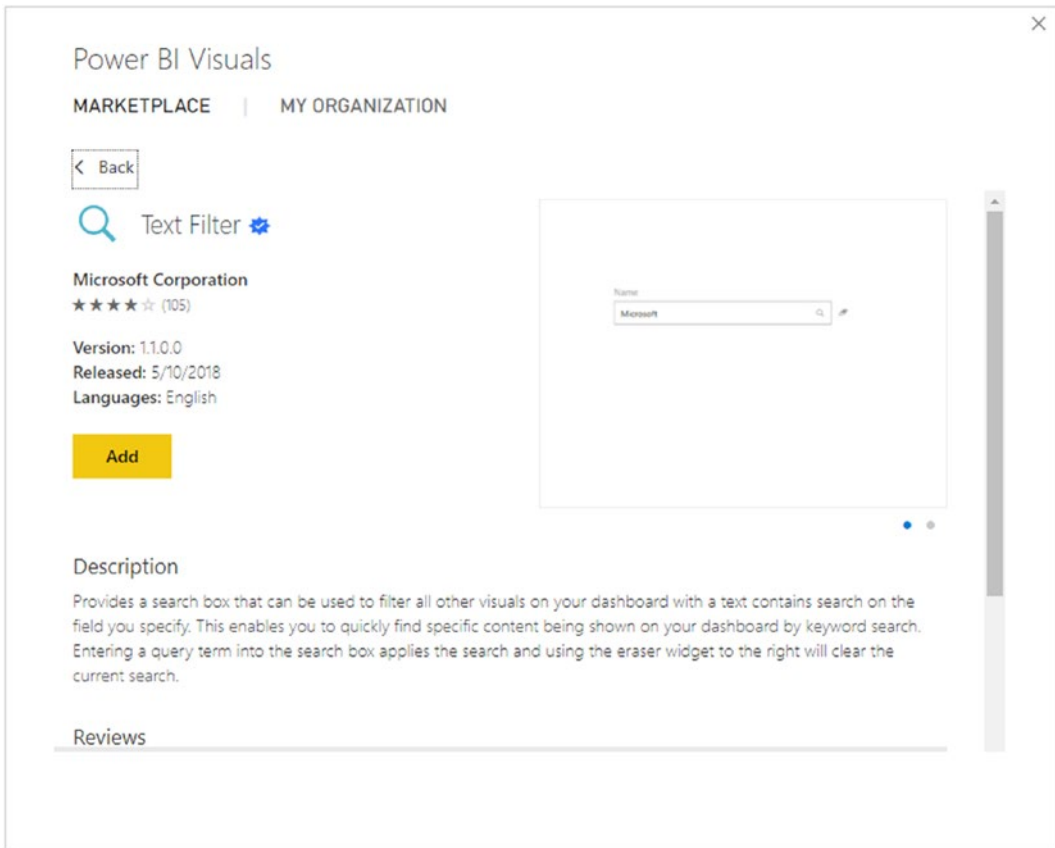 Power BI Visuals
MARKETPLACE | MY ORGANIZATION
< Back
Text Filter
Microsoft Corporation
★★★★☆ (105)
Version: 1.1.0.0
Released: 5/10/2018
Languages: English
Add
Name
Microsoft
Description
Provides a search box that can be used to filter all other visuals on your dashboard with a text contains search on the
field you specify. This enables you to quickly find specific content being shown on your dashboard by keyword search.
Entering a query term into the search box applies the search and using the eraser widget to the right will clear the
current search.
Reviews